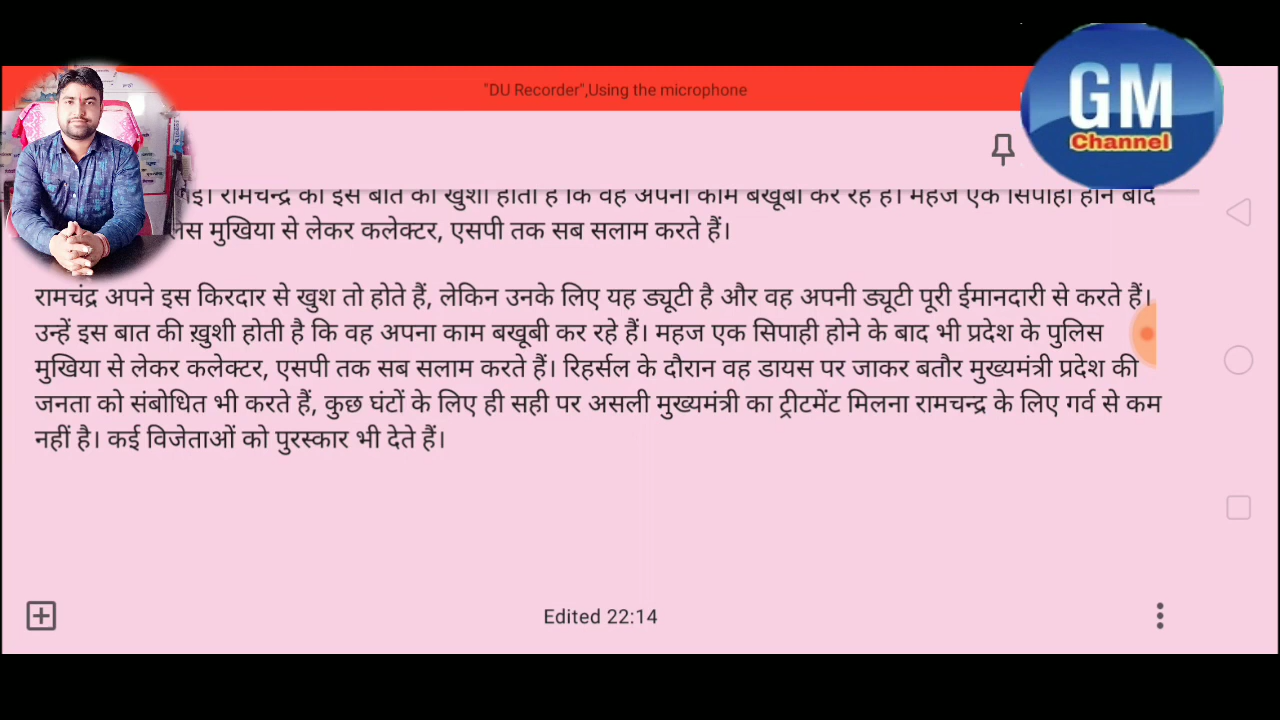 "DU Recorder",Using the microphone
GM
Channel
रामचन्द्र को इस बात की खुशी होती है कि वह अपना काम बखूबी कर रहे हैं। महज एक सिपाही होने बाद
मुखिया से लेकर कलेक्टर, एसपी तक सब सलाम करते हैं।
रामचंद्र अपने इस किरदार से खुश तो होते हैं, लेकिन उनके लिए यह ड्यूटी है और वह अपनी ड्यूटी पूरी ईमानदारी से करते हैं।
उन्हें इस बात की ख़ुशी होती है कि वह अपना काम बखूबी कर रहे हैं। महज एक सिपाही होने के बाद भी प्रदेश के पुलिस
मुखिया से लेकर कलेक्टर, एसपी तक सब सलाम करते हैं। रिहर्सल के दौरान वह डायस पर जाकर बतौर मुख्यमंत्री प्रदेश की
जनता को संबोधित भी करते हैं, कुछ घंटों के लिए ही सही पर असली मुख्यमंत्री का ट्रीटमेंट मिलना रामचन्द्र के लिए गर्व से कम
नहीं है। कई विजेताओं को पुरस्कार भी देते हैं।
Edited 22:14